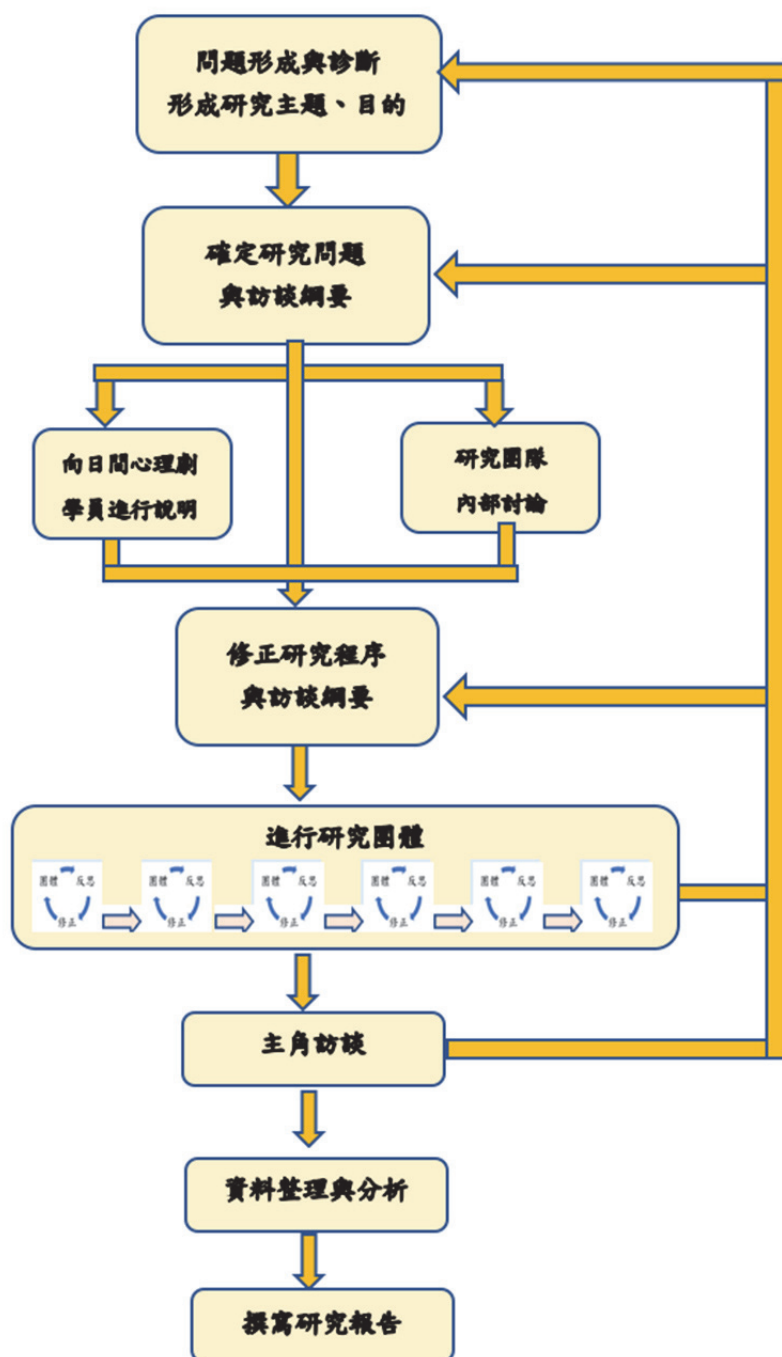 問題形成與診斷
形成研究主題、目的
確定研究問題
與訪談綱要
向日間心理劇
學員進行說明
研究團隊
內部討論
修正研究程序
與訪談綱要
進行研究團體
團體 反思
修正
團體 反思
修正
團體 反思
修正
團體 反思
修正
團體 反思
修正
團體 反思
修正
主角訪談
資料整理與分析
撰寫研究報告